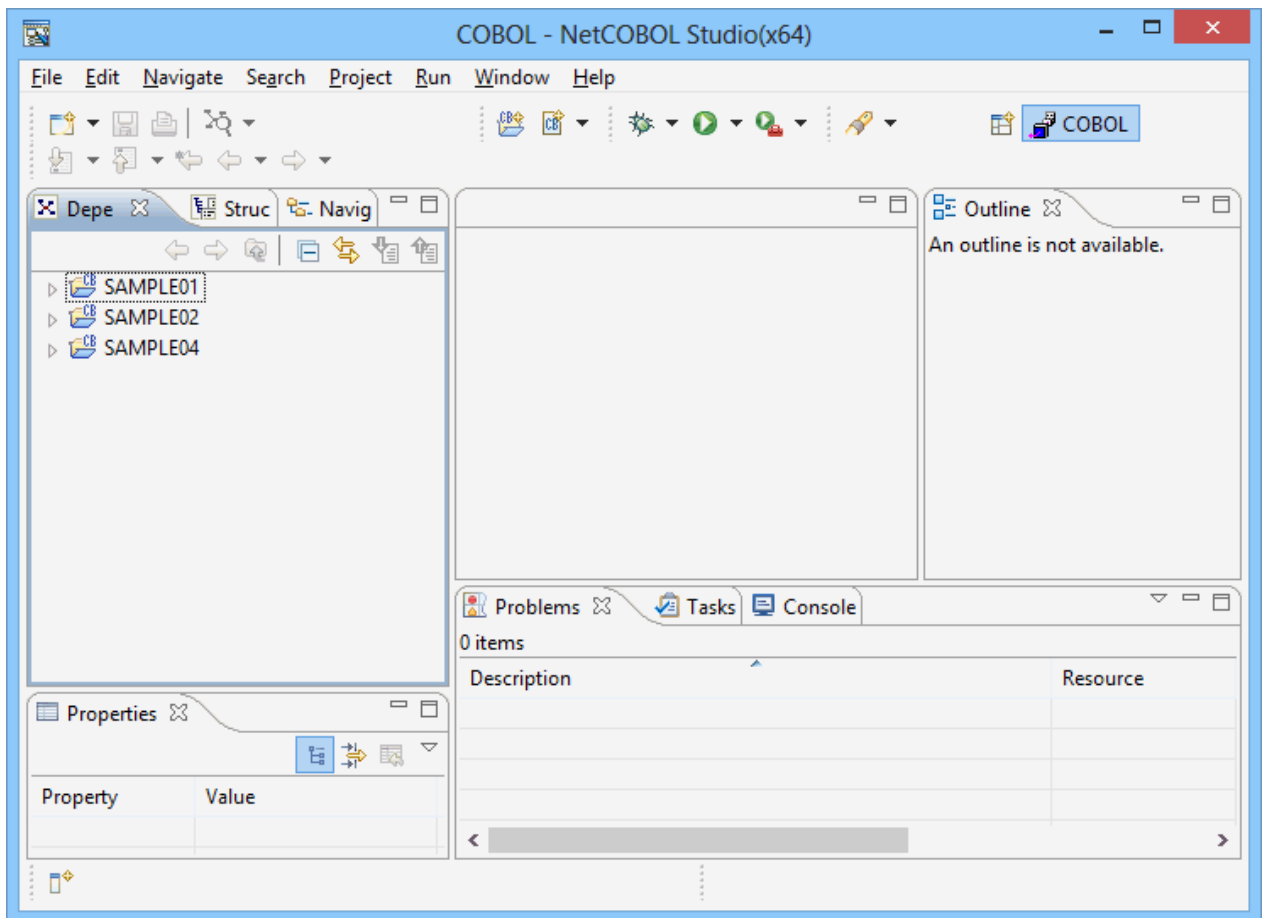 COBOL - NetCOBOL Studio(x64)
File Edit Navigate Search Project Run Window Help
COBOL
Depe Struc Navig
SAMPLE01
SAMPLE02
SAMPLE04
Outline
An outline is not available.
Problems Tasks Console
0 items
Description Resource
Properties
Property Value